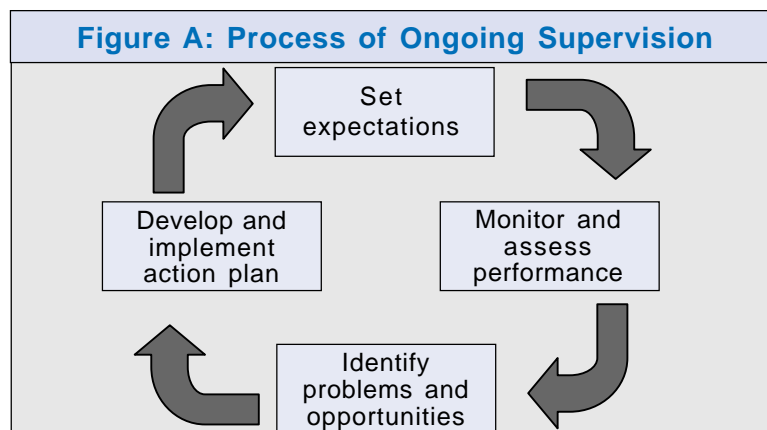 Figure A: Process of Ongoing Supervision
Set
expectations
Monitor and
assess
performance
Identify
problems and
opportunities
Develop and
implement
action plan